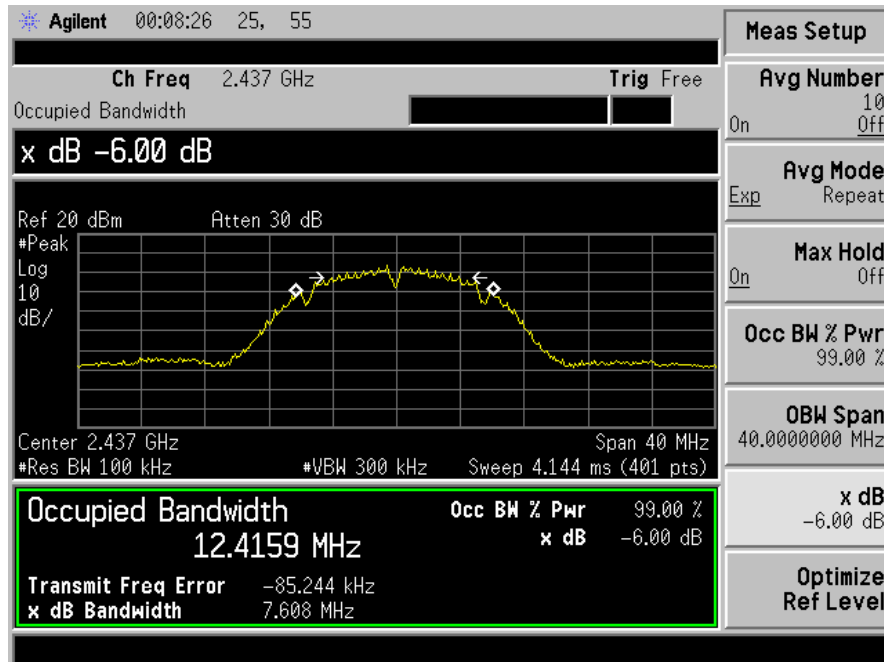 Agilent 00:08:26 25, 55
Ch Freq 2.437 GHz Trig Free
Occupied Bandwidth
x dB -6.00 dB
Ref 20 dBm Atten 30 dB
#Peak
Log
10
dB/
Center 2.437 GHz Span 40 MHz
#Res BW 100 kHz #VBW 300 kHz Sweep 4.144 ms (401 pts)
Occupied Bandwidth Occ BW % Pwr 99.00 %
12.4159 MHz x dB -6.00 dB
Transmit Freq Error -85.244 kHz
x dB Bandwidth 7.608 MHz
Meas Setup
Avg Number
10
On Off
Avg Mode
Exp Repeat
Max Hold
On Off
Occ BW % Pwr
99.00 %
OBW Span
40.0000000 MHz
x dB
-6.00 dB
Optimize
Ref Level